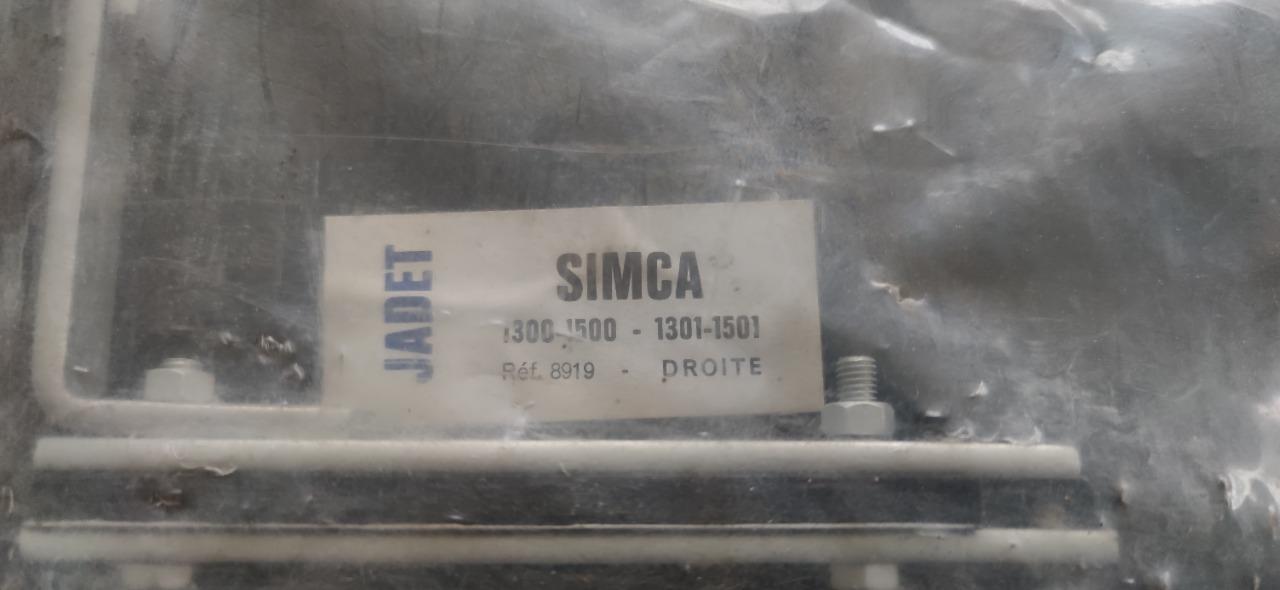 JADET
SIMCA
1300-1500 - 1301-1501
Réf. 8919 - DROITE